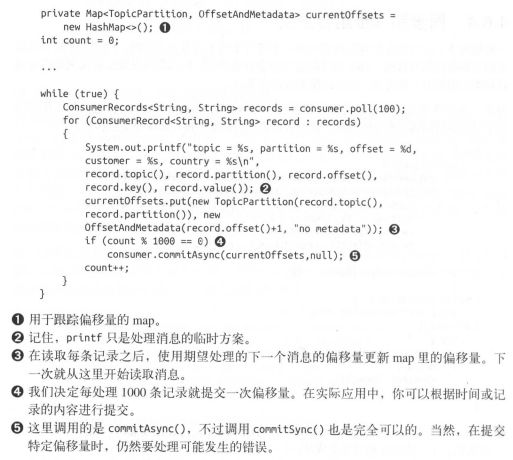 private Map<TopicPartition, OffsetAndMetadata> currentOffsets =
    new HashMap<>(); ❶
int count = 0;

...

while (true) {
    ConsumerRecords<String, String> records = consumer.poll(100);
    for (ConsumerRecord<String, String> record : records)
    {
        System.out.printf("topic = %s, partition = %s, offset = %d,
        customer = %s, country = %s\n",
        record.topic(), record.partition(), record.offset(),
        record.key(), record.value()); ❷
        currentOffsets.put(new TopicPartition(record.topic(),
        record.partition()), new
        OffsetAndMetadata(record.offset()+1, "no metadata")); ❸
        if (count % 1000 == 0) ❹
            consumer.commitAsync(currentOffsets,null); ❺
        count++;
    }
}
❶ 用于跟踪偏移量的 map。
❷ 记住，printf 只是处理消息的临时方案。
❸ 在读取每条记录之后，使用期望处理的下一个消息的偏移量更新 map 里的偏移量。下
一次就从这里开始读取消息。
❹ 我们决定每处理 1000 条记录就提交一次偏移量。在实际应用中，你可以根据时间或记
录的内容进行提交。
❺ 这里调用的是 commitAsync()，不过调用 commitSync() 也是完全可以的。当然，在提交
特定偏移量时，仍然要处理可能发生的错误。